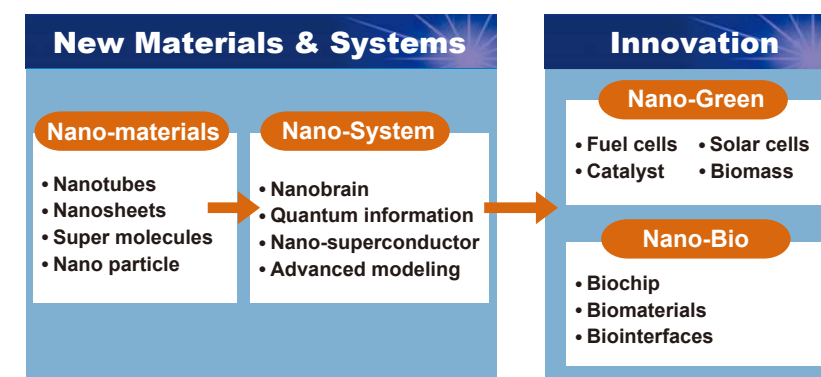 New Materials & Systems
Nano-materials
• Nanotubes
• Nanosheets
• Super molecules
• Nano particle
Nano-System
• Nanobrain
• Quantum information
• Nano-superconductor
• Advanced modeling
Innovation
Nano-Green
• Fuel cells • Solar cells
• Catalyst • Biomass
Nano-Bio
• Biochip
• Biomaterials
• Biointerfaces